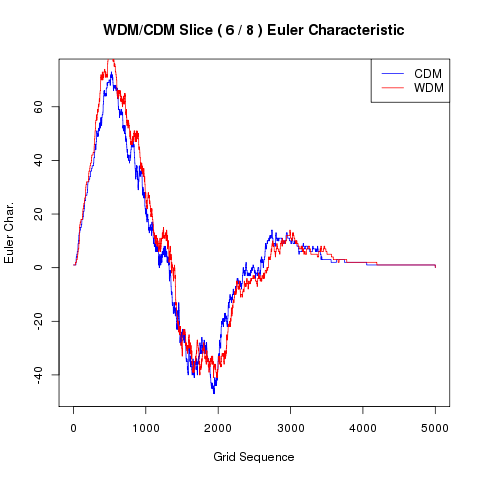 WDM/CDM Slice ( 6 / 8 ) Euler Characteristic
CDM
WDM
Euler Char.
60
40
20
0
-20
-40
0 1000 2000 3000 4000 5000
Grid Sequence